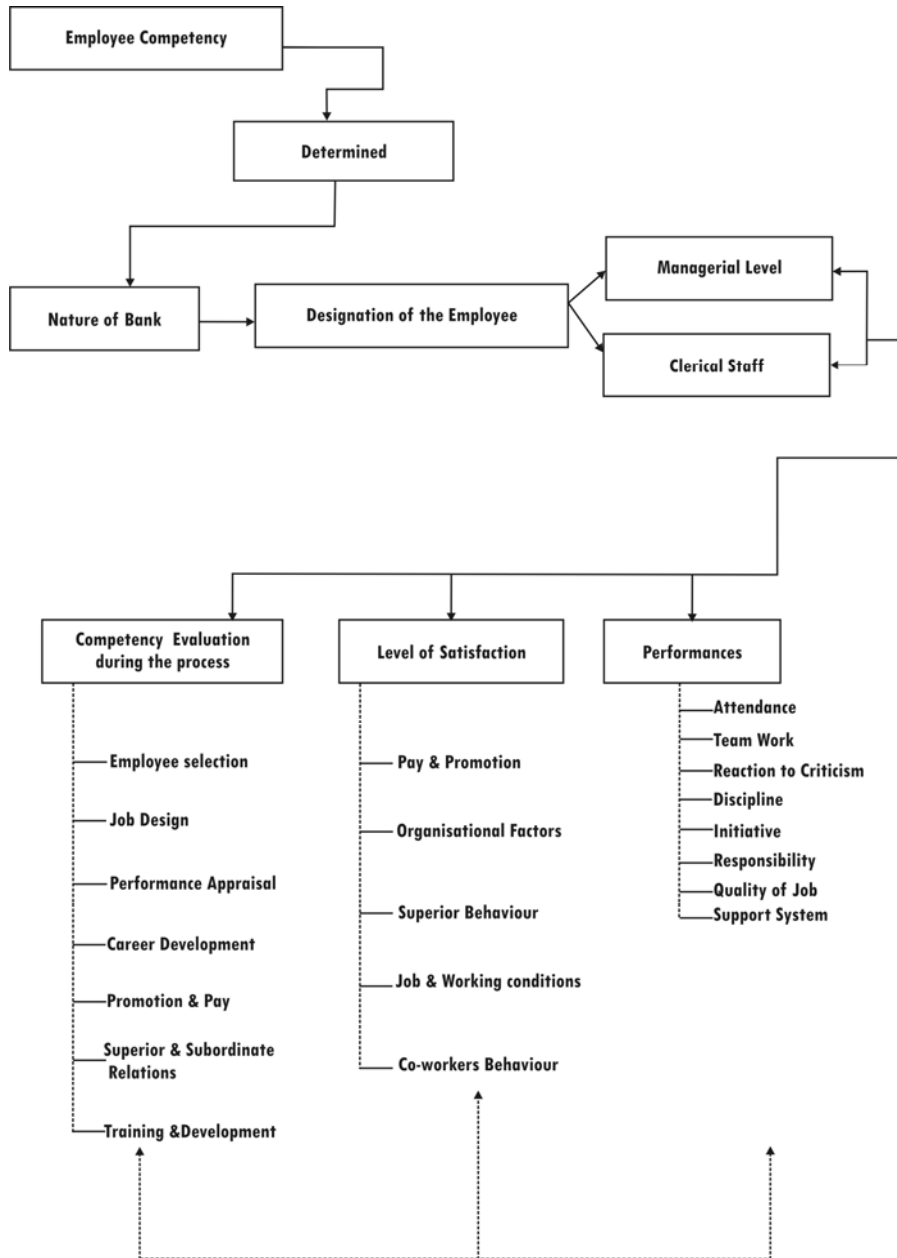 Employee Competency
Determined
Managerial Level
Nature of Bank
Designation of the Employee
Clerical Staff
Competency Evaluation
during the process
Level of Satisfaction
Performances
Employee selection
Job Design
Performance Appraisal
Career Development
Promotion & Pay
Superior & Subordinate
Relations
Training &Development
Pay & Promotion
Organisational Factors
Superior Behaviour
Job & Working conditions
Co-workers Behaviour
Attendance
Team Work
Reaction to Criticism
Discipline
Initiative
Responsibility
Quality of Job
Support System